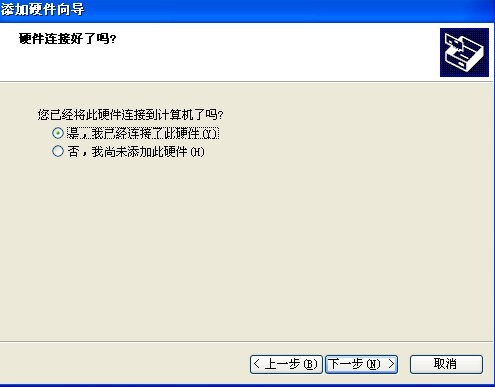 添加硬件向导
硬件连接好了吗?
您已经将此硬件连接到计算机了吗?
是，我已经连接了此硬件(Y)
否，我尚未添加此硬件(N)
< 上一步(B)
下一步(N) >
取消